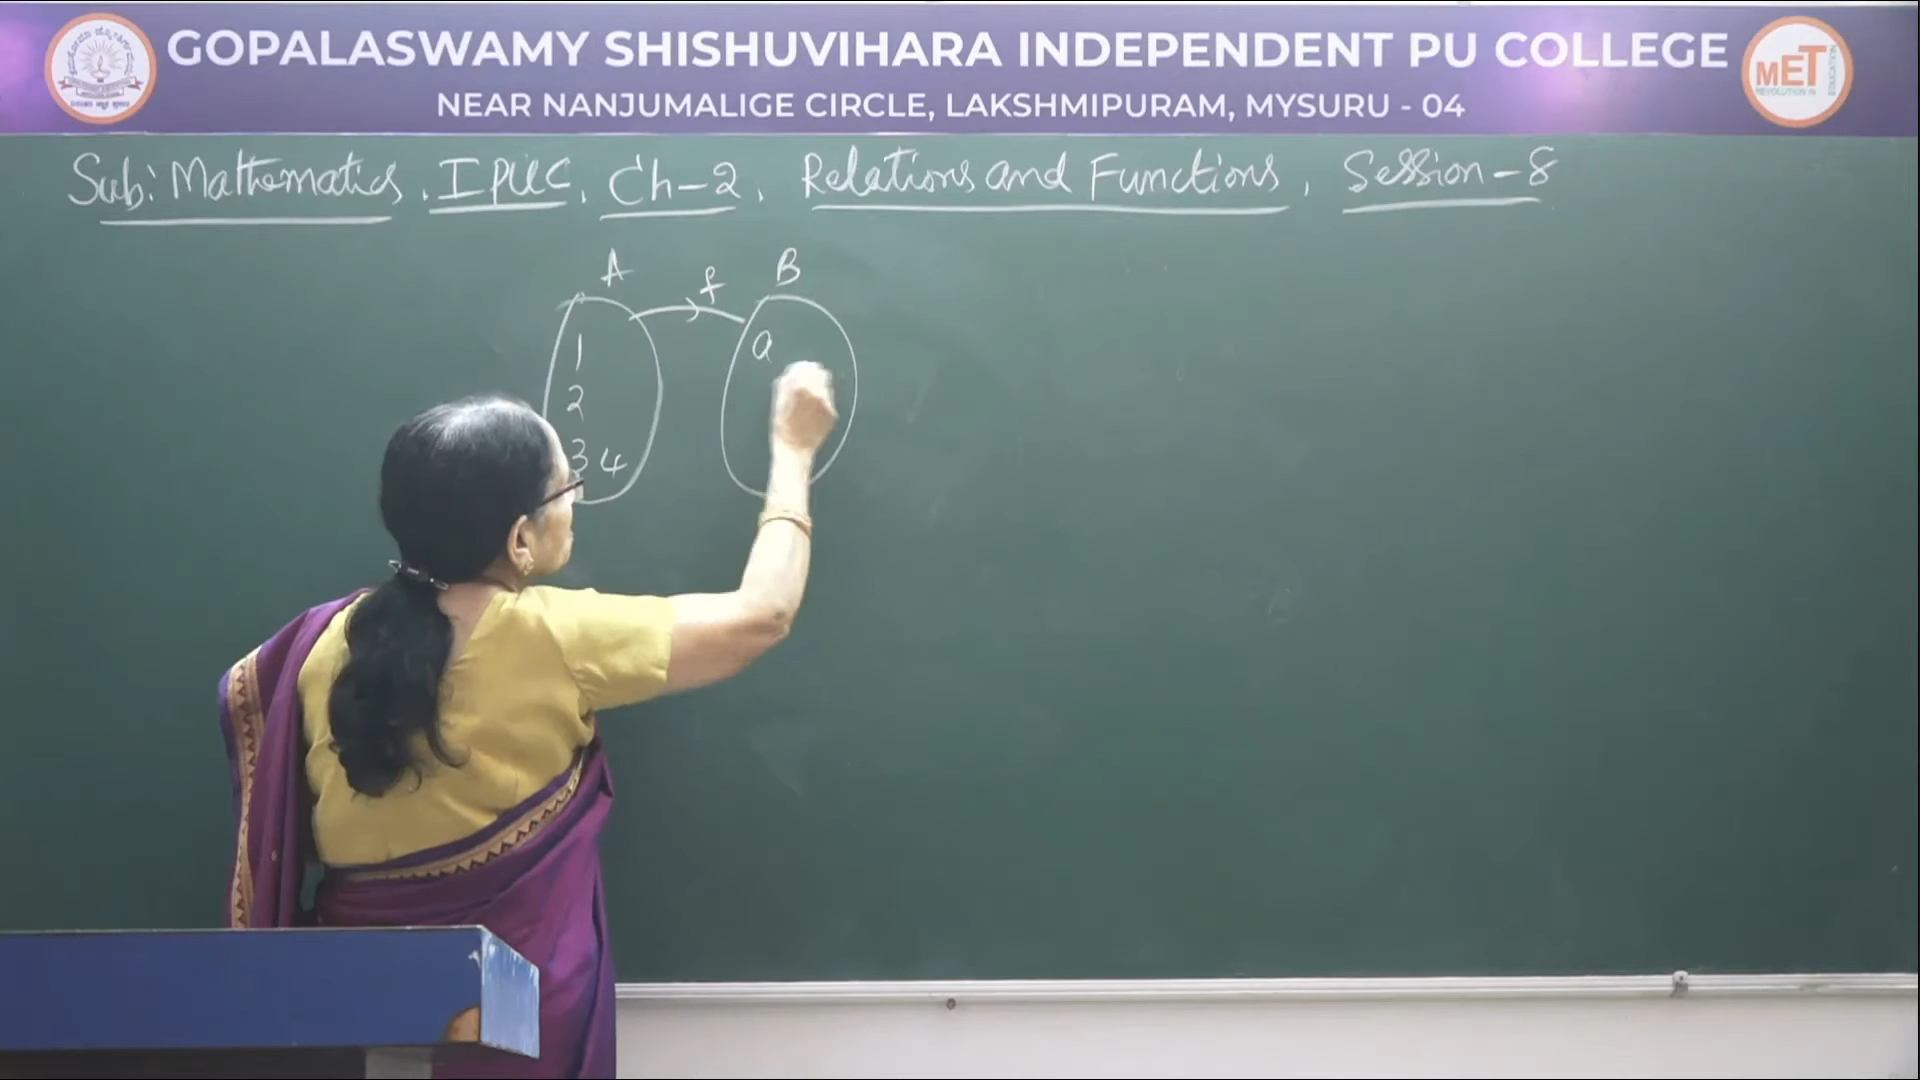 GOPALASWAMY SHISHUVIHARA INDEPENDENT PU COLLEGE
NEAR NANJUMALIGE CIRCLE, LAKSHMIPURAM, MYSURU - 04
MET
Sub: Mathematics, I PUC, Ch-2, Relations and Functions, Session-8
A f B
1 a
2
3 4